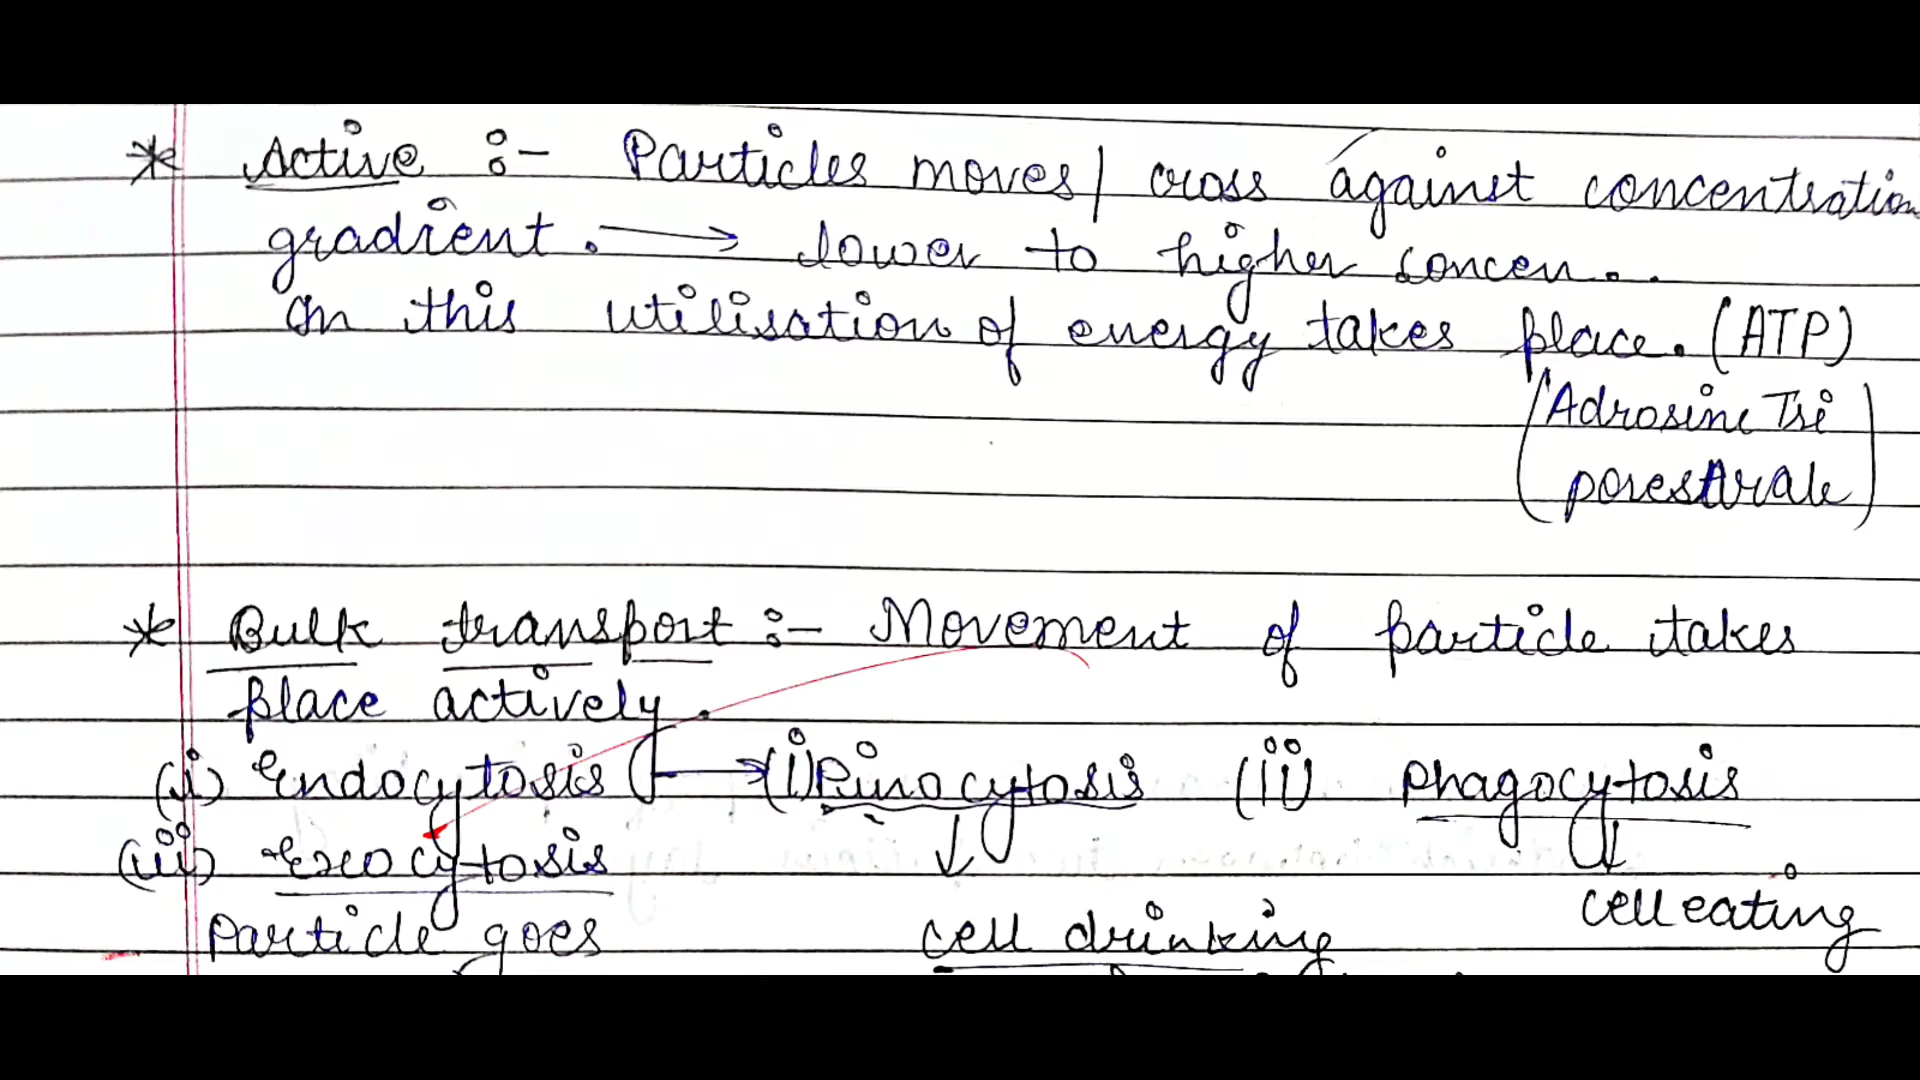 * Active :- Particles moves/ cross against concentration
gradient. → lower to higher concen..
In this utilisation of energy takes place. (ATP)
(Adrosine Tri
porestrate)
* Bulk transport :- Movement of particle takes
place actively.
(i) Endocytosis → (i) Pinocytosis (ii) Phagocytosis
(ii) Exocytosis
cell eating
Particle goes cell drinking